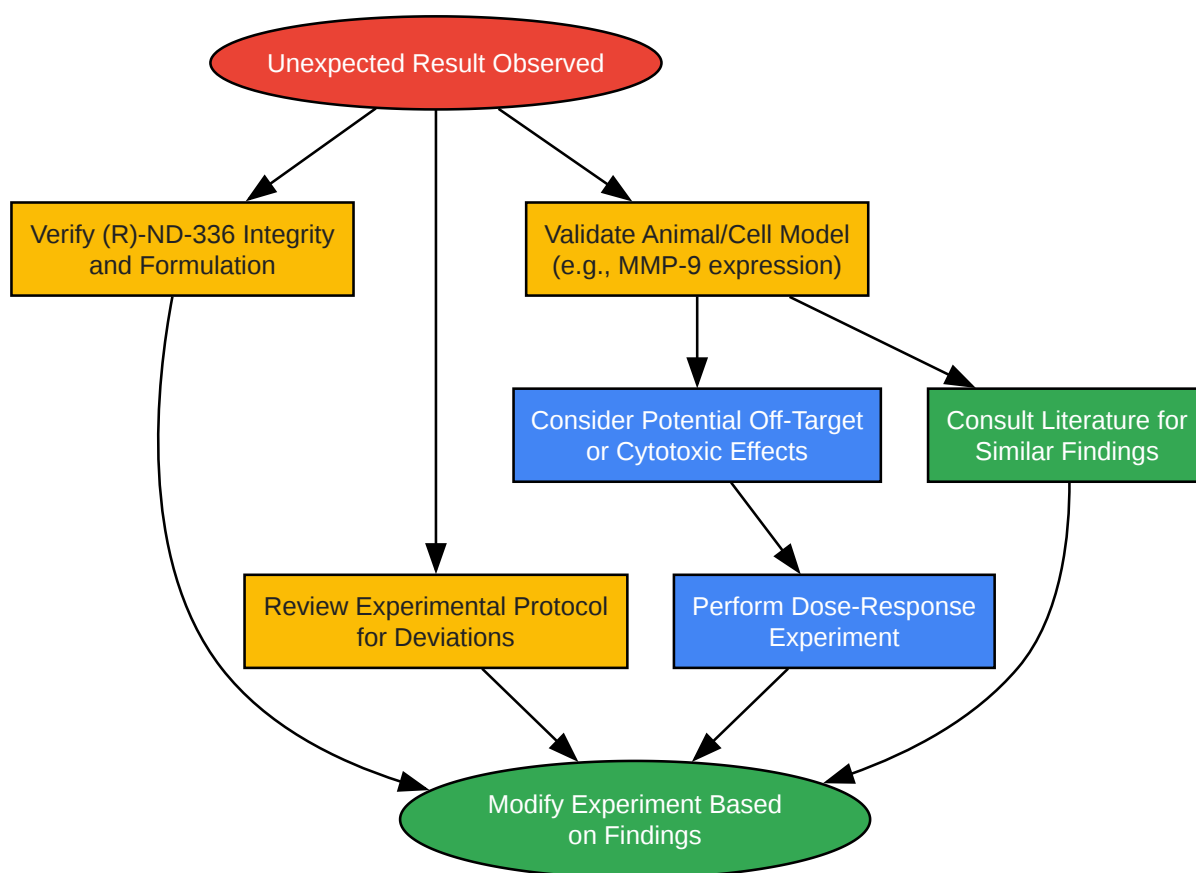 Unexpected Result Observed
Verify (R)-ND-336 Integrity
and Formulation
Validate Animal/Cell Model
(e.g., MMP-9 expression)
Consider Potential Off-Target
or Cytotoxic Effects
Consult Literature for
Similar Findings
Review Experimental Protocol
for Deviations
Perform Dose-Response
Experiment
Modify Experiment Based
on Findings